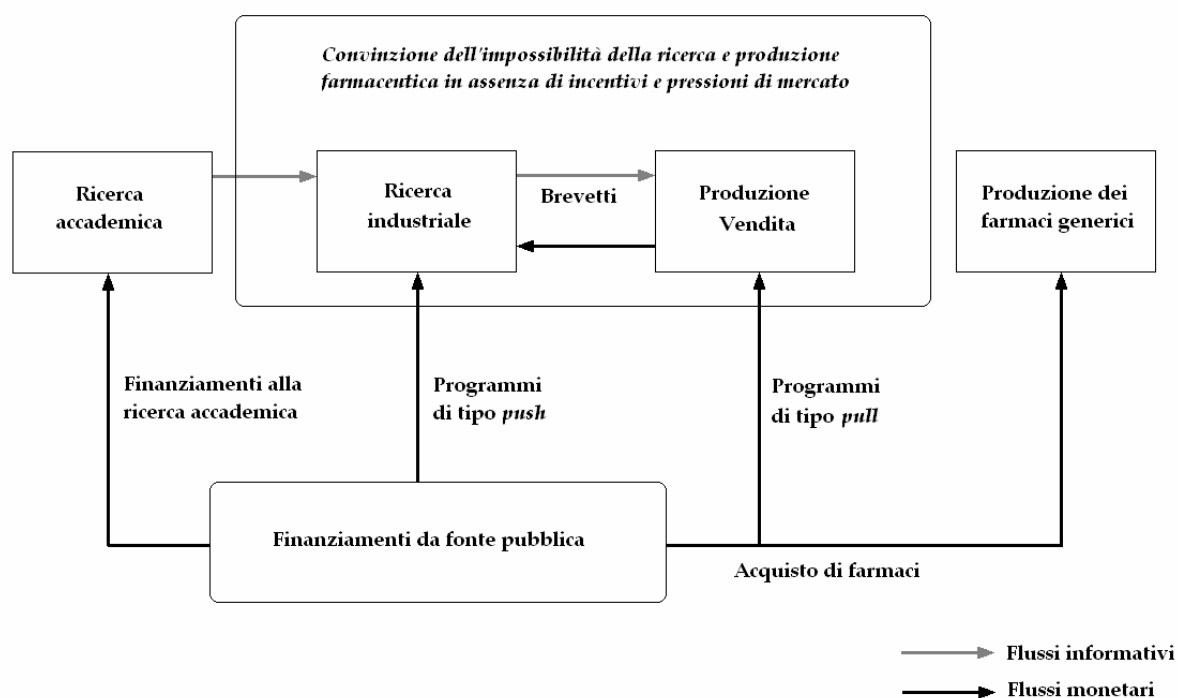 Convinzione dell'impossibilità della ricerca e produzione
farmaceutica in assenza di incentivi e pressioni di mercato
Ricerca
accademica
Ricerca
industriale
Brevetti
Produzione
Vendita
Produzione dei
farmaci generici
Finanziamenti alla
ricerca accademica
Programmi
di tipo push
Programmi
di tipo pull
Finanziamenti da fonte pubblica
Acquisto di farmaci
Flussi informativi
Flussi monetari